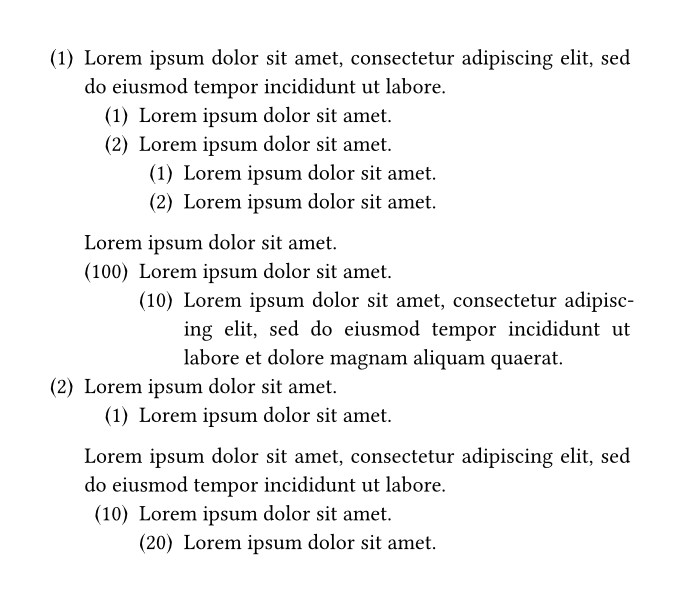 (1) Lorem ipsum dolor sit amet, consectetur adipiscing elit, sed
do eiusmod tempor incididunt ut labore.
(1) Lorem ipsum dolor sit amet.
(2) Lorem ipsum dolor sit amet.
(1) Lorem ipsum dolor sit amet.
(2) Lorem ipsum dolor sit amet.
Lorem ipsum dolor sit amet.
(100) Lorem ipsum dolor sit amet.
(10) Lorem ipsum dolor sit amet, consectetur adipisc-
ing elit, sed do eiusmod tempor incididunt ut
labore et dolore magnam aliquam quaerat.
(2) Lorem ipsum dolor sit amet.
(1) Lorem ipsum dolor sit amet.
Lorem ipsum dolor sit amet, consectetur adipiscing elit, sed
do eiusmod tempor incididunt ut labore.
(10) Lorem ipsum dolor sit amet.
(20) Lorem ipsum dolor sit amet.